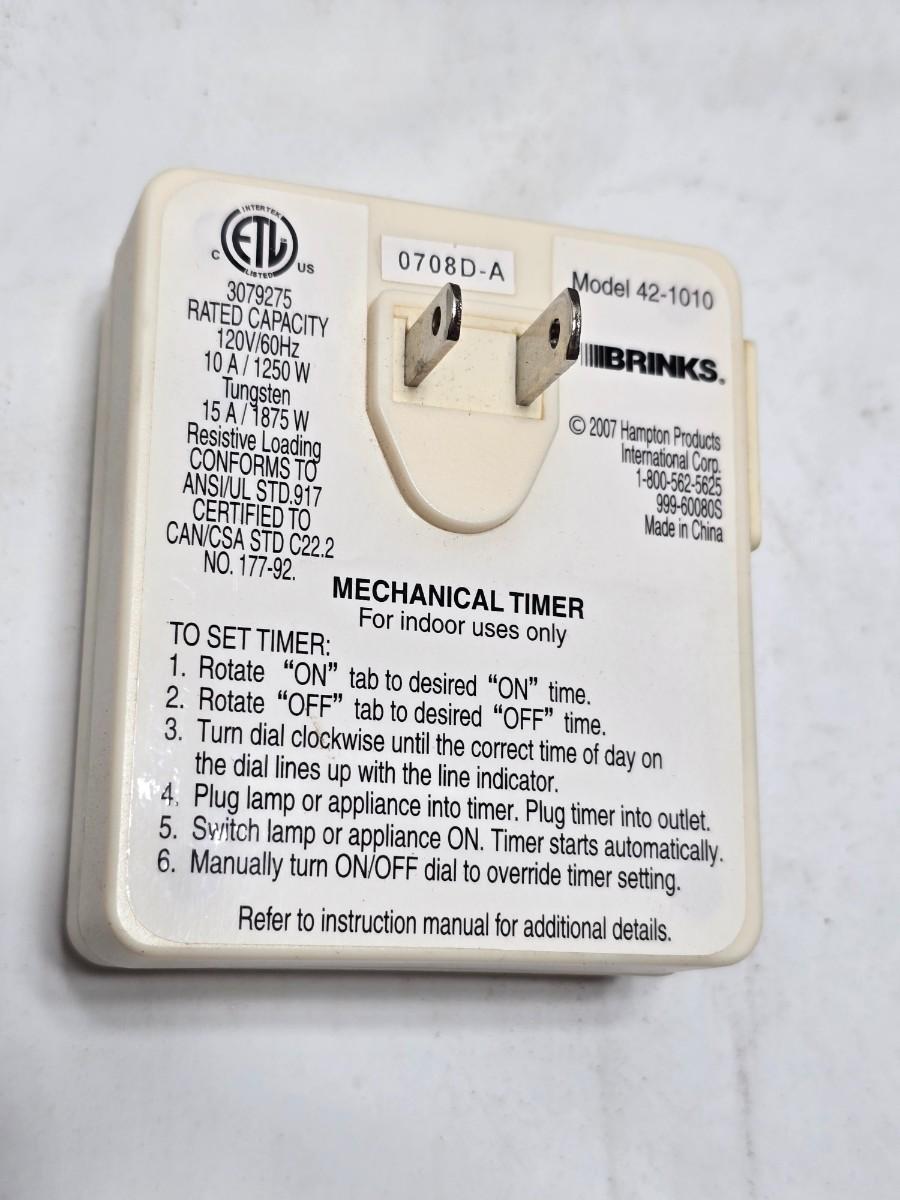 INTERTEK
ETL
C US
LISTED
3079275
RATED CAPACITY
120V/60Hz
10 A / 1250 W
Tungsten
15 A / 1875 W
Resistive Loading
CONFORMS TO
ANSI/UL STD.917
CERTIFIED TO
CAN/CSA STD C22.2
NO. 177-92.
0708D-A
Model 42-1010
BRINKS®
© 2007 Hampton Products
International Corp.
1-800-562-5625
999-60080S
Made in China
MECHANICAL TIMER
For indoor uses only
TO SET TIMER:
1. Rotate “ON” tab to desired “ON” time.
2. Rotate “OFF” tab to desired “OFF” time.
3. Turn dial clockwise until the correct time of day on
the dial lines up with the line indicator.
4. Plug lamp or appliance into timer. Plug timer into outlet.
5. Switch lamp or appliance ON. Timer starts automatically.
6. Manually turn ON/OFF dial to override timer setting.
Refer to instruction manual for additional details.